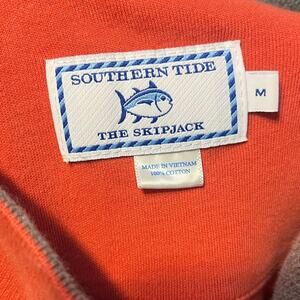 SOUTHERN TIDE
THE SKIPJACK
M
MADE IN VIETNAM
100% COTTON